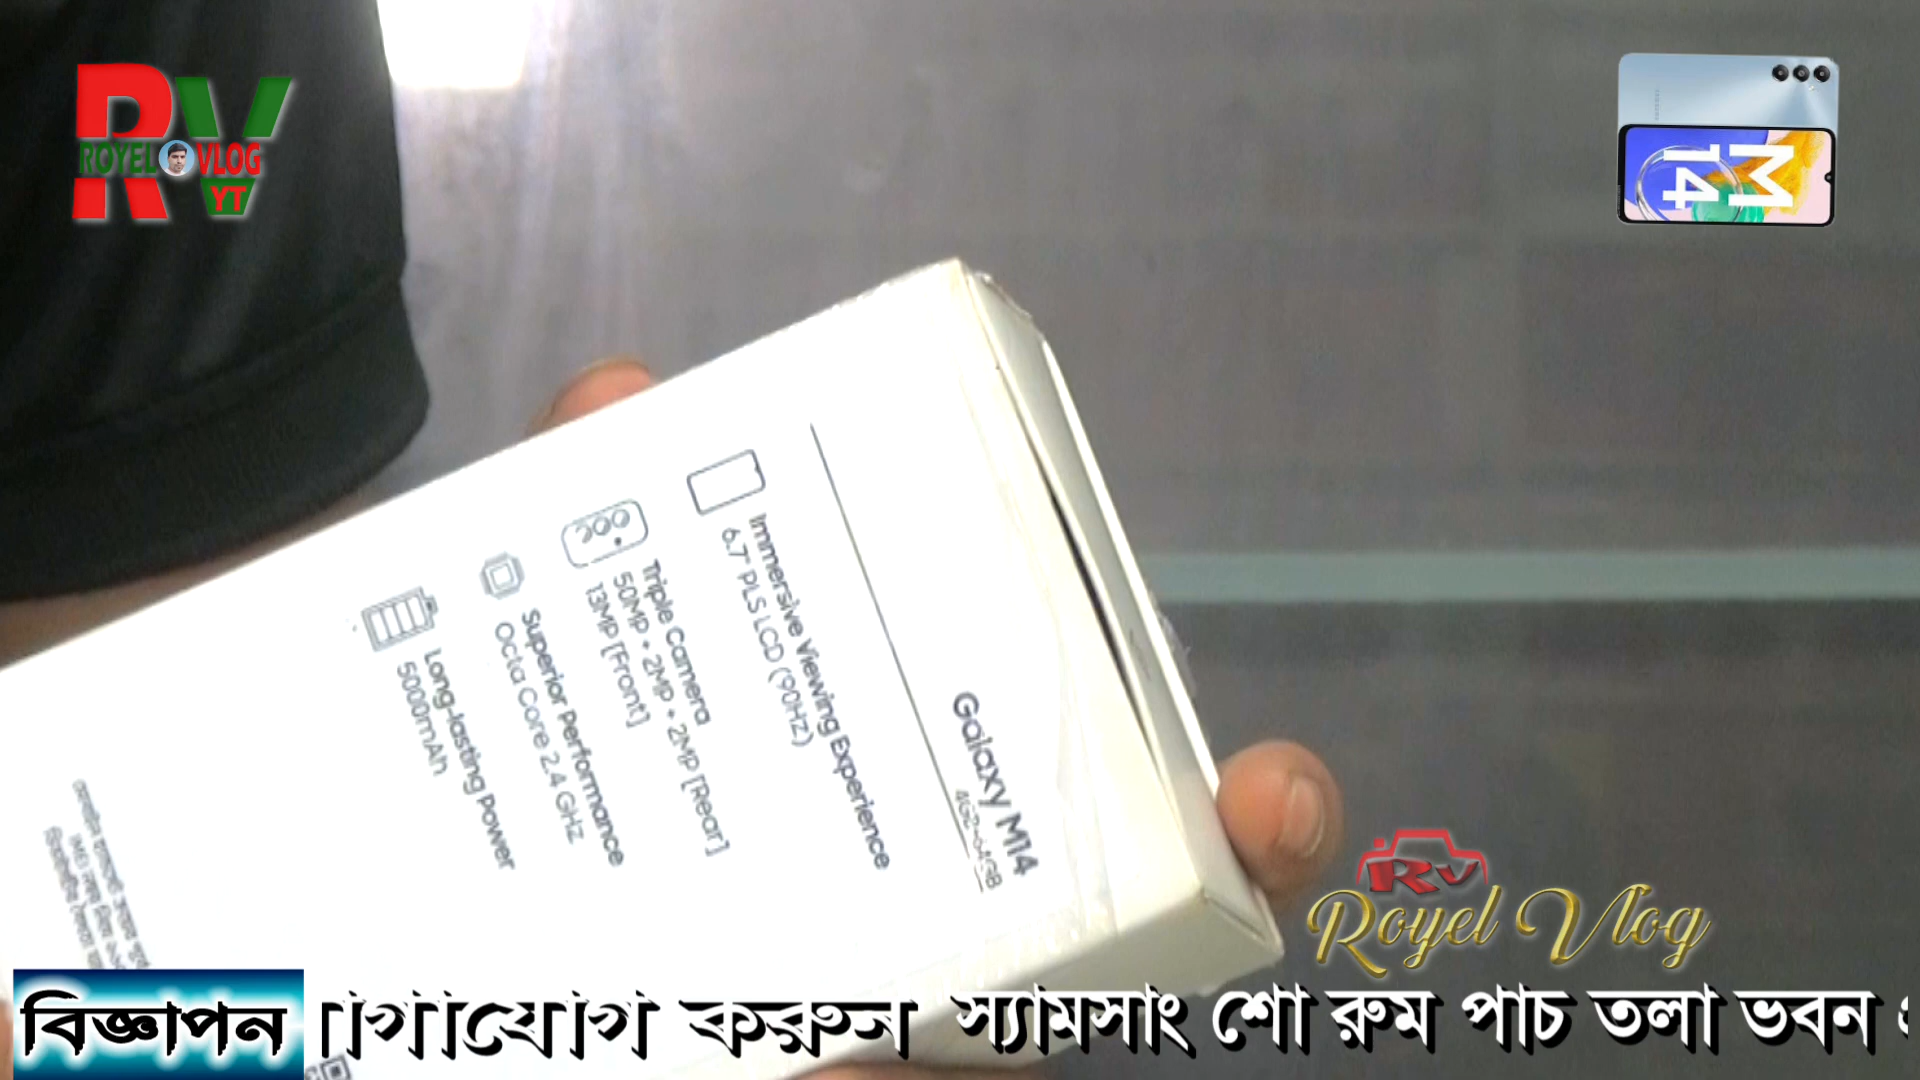 RV
ROYEL VLOG
YT
M
14
Galaxy M14
4GB+64GB
Immersive Viewing Experience
6.7" PLS LCD (90Hz)
Triple Camera
50MP + 2MP + 2MP [Rear]
13MP [Front]
Superior Performance
Octa Core 2.4 GHz
Long-lasting Power
5000mAh
RV
Royel Vlog
বিজ্ঞাপন
াগাযোগ করুন স্যামসাং শো রুম পাচ তলা ভবন